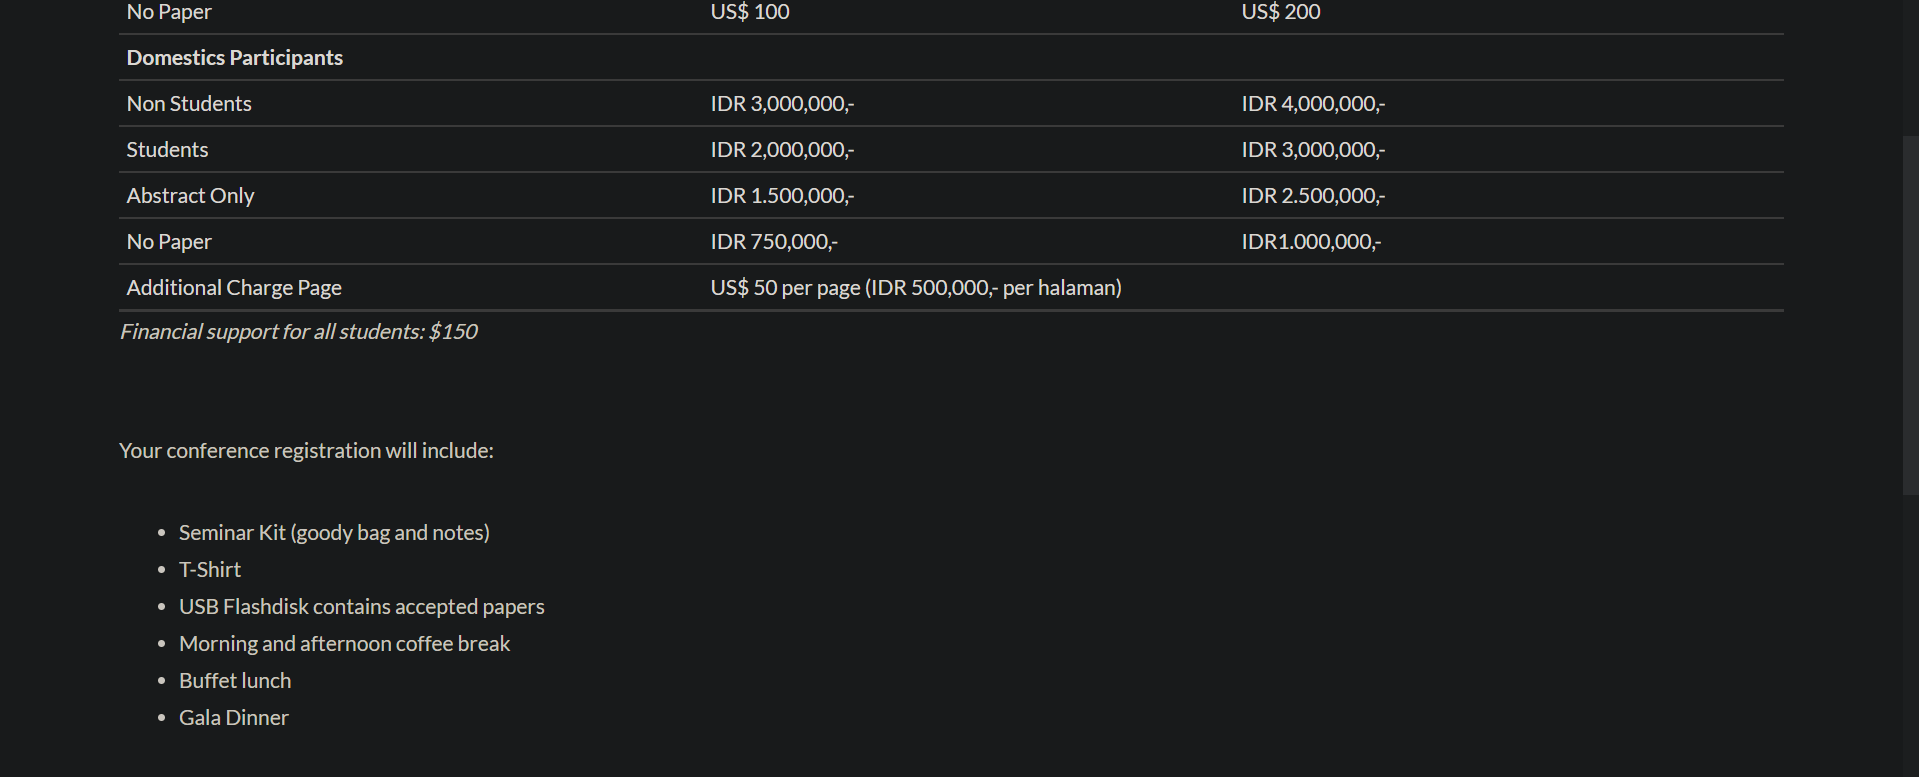 No Paper US$ 100 US$ 200
Domestics Participants
Non Students IDR 3,000,000,- IDR 4,000,000,-
Students IDR 2,000,000,- IDR 3,000,000,-
Abstract Only IDR 1.500,000,- IDR 2.500,000,-
No Paper IDR 750,000,- IDR1.000,000,-
Additional Charge Page US$ 50 per page (IDR 500,000,- per halaman)
Financial support for all students: $150
Your conference registration will include:
• Seminar Kit (goody bag and notes)
• T-Shirt
• USB Flashdisk contains accepted papers
• Morning and afternoon coffee break
• Buffet lunch
• Gala Dinner